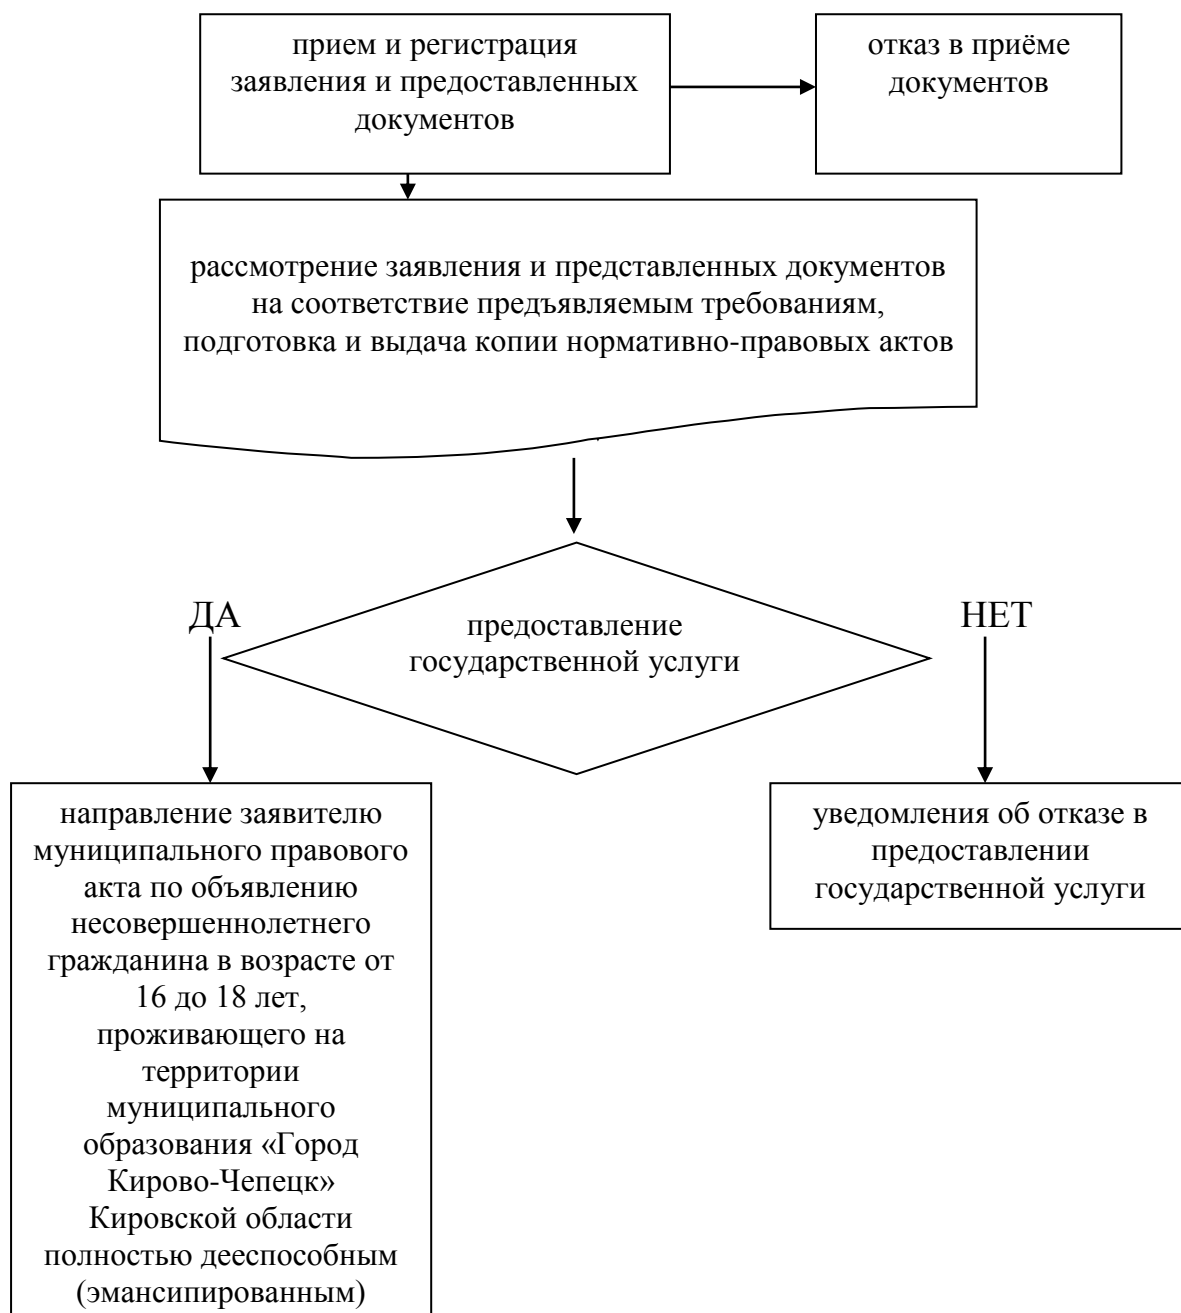 прием и регистрация
заявления и предоставленных
документов
отказ в приёме
документов
рассмотрение заявления и представленных документов
на соответствие предъявляемым требованиям,
подготовка и выдача копии нормативно-правовых актов
ДА
предоставление
государственной услуги
НЕТ
направление заявителю
муниципального правового
акта по объявлению
несовершеннолетнего
гражданина в возрасте от
16 до 18 лет,
проживающего на
территории
муниципального
образования «Город
Кирово-Чепецк»
Кировской области
полностью дееспособным
(эмансипированным)
уведомления об отказе в
предоставлении
государственной услуги